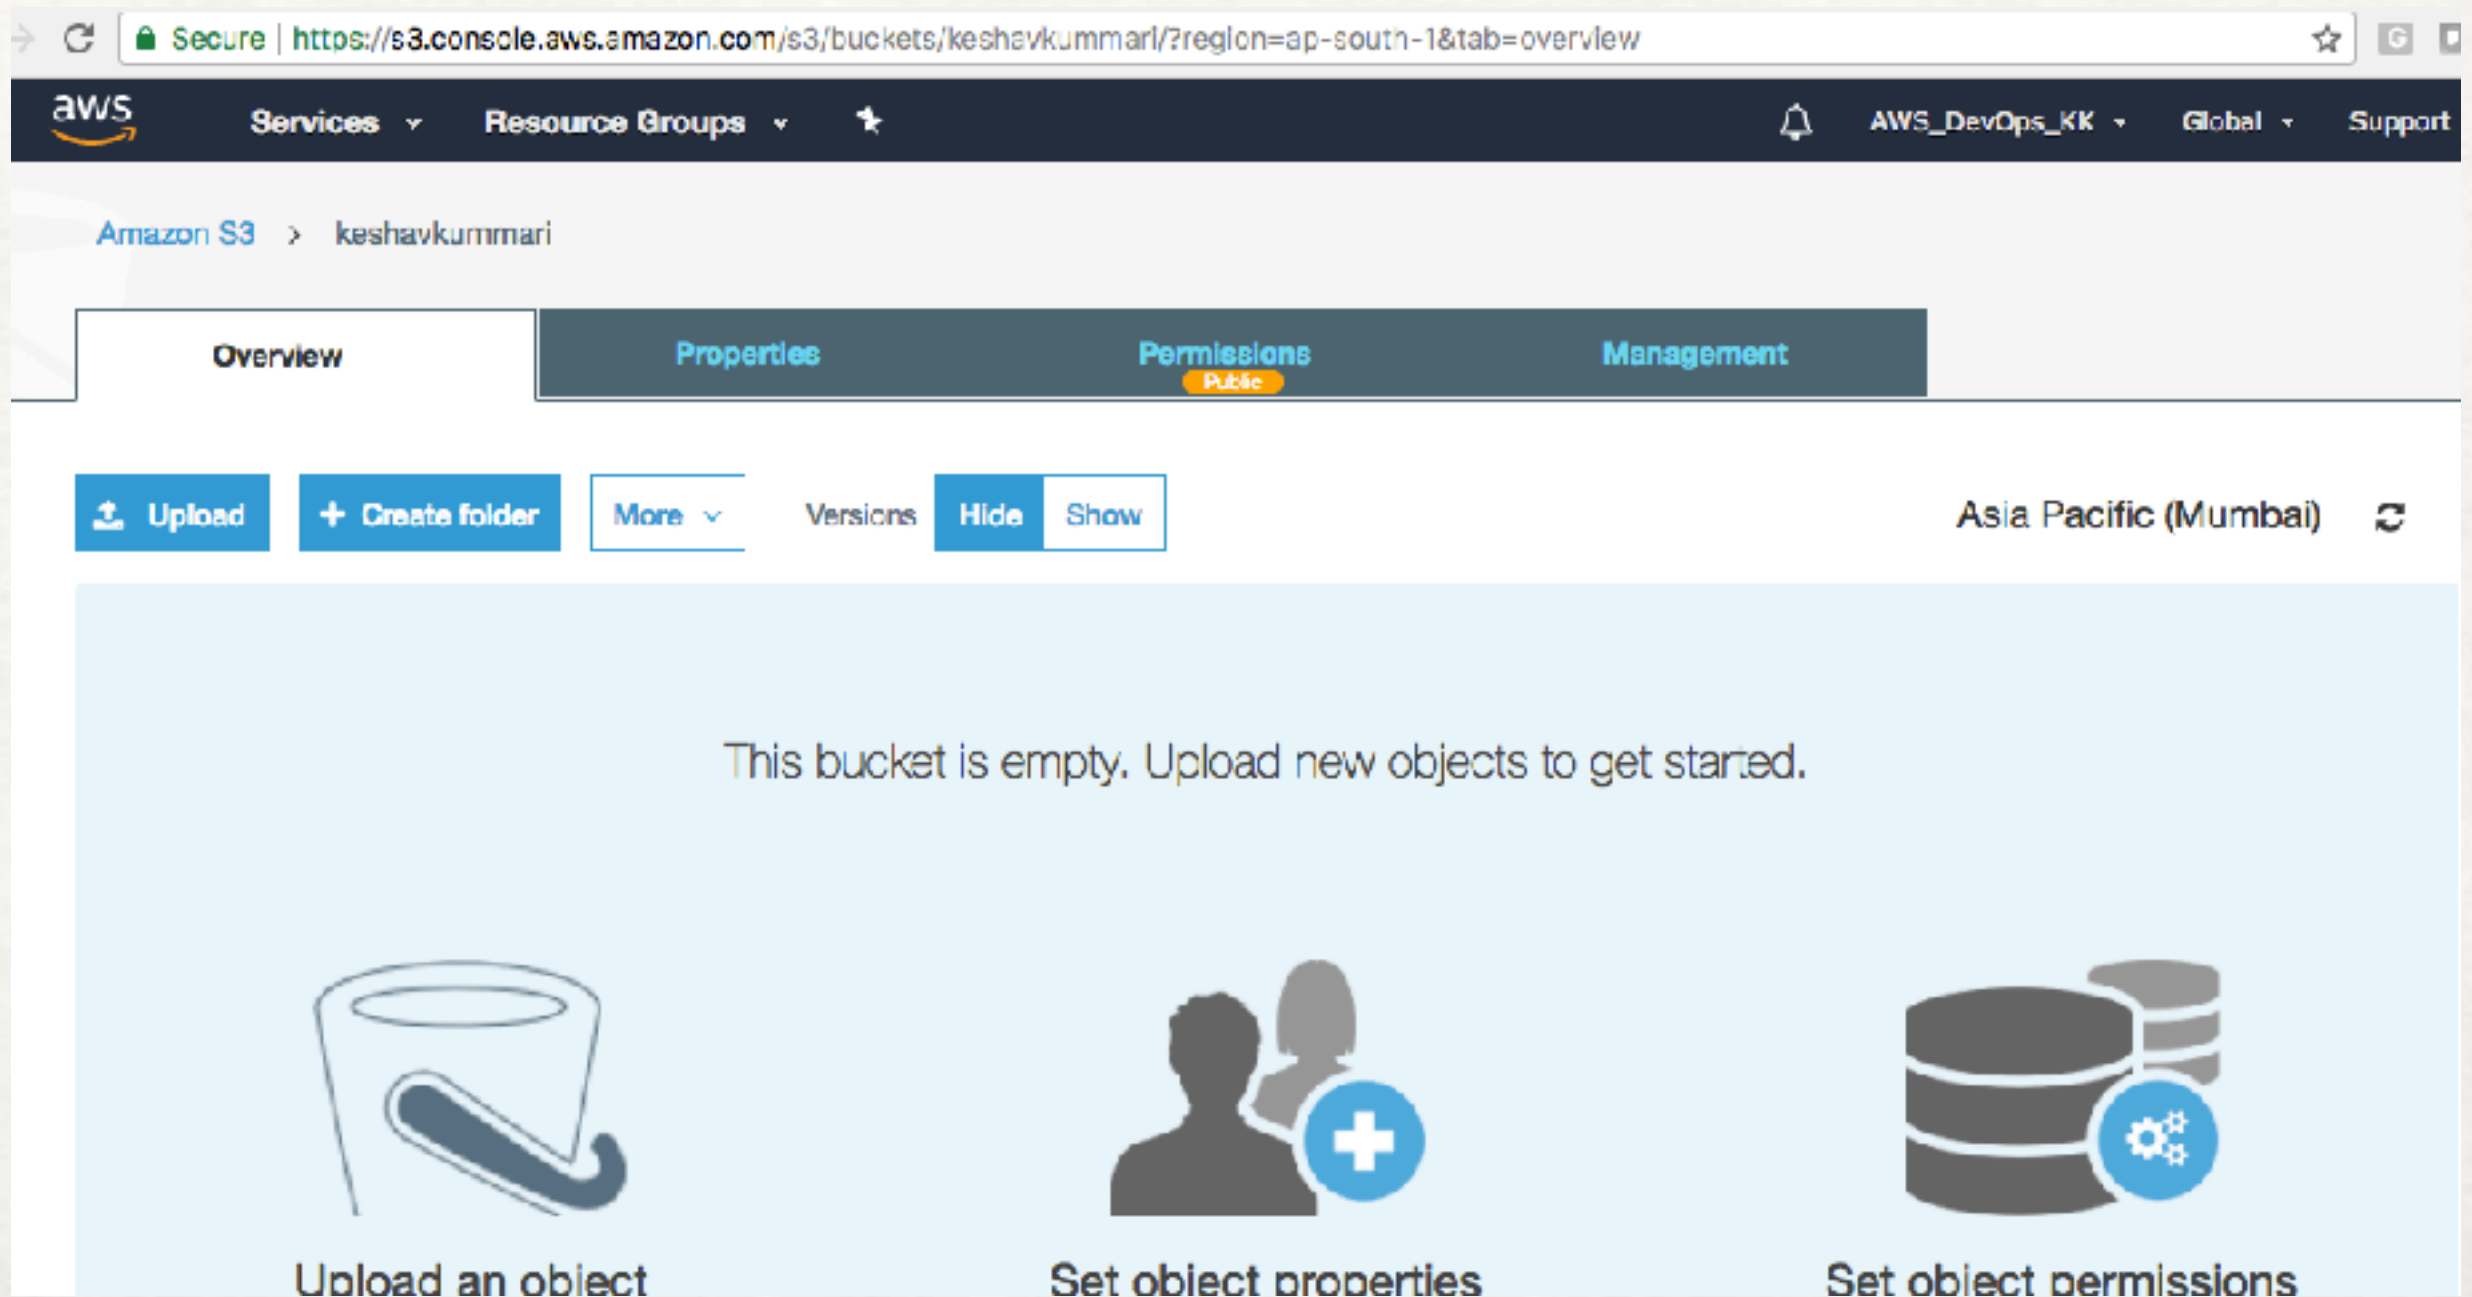 Secure | https://s3.console.aws.amazon.com/s3/buckets/keshavkummari/?region=ap-south-1&tab=overview
aws Services Resource Groups AWS_DevOps_KK Global Support
Amazon S3 > keshavkummari
Overview Properties Permissions Management
Public
Upload + Create folder More Versions Hide Show Asia Pacific (Mumbai)
This bucket is empty. Upload new objects to get started.
Upload an object Set object properties Set object permissions